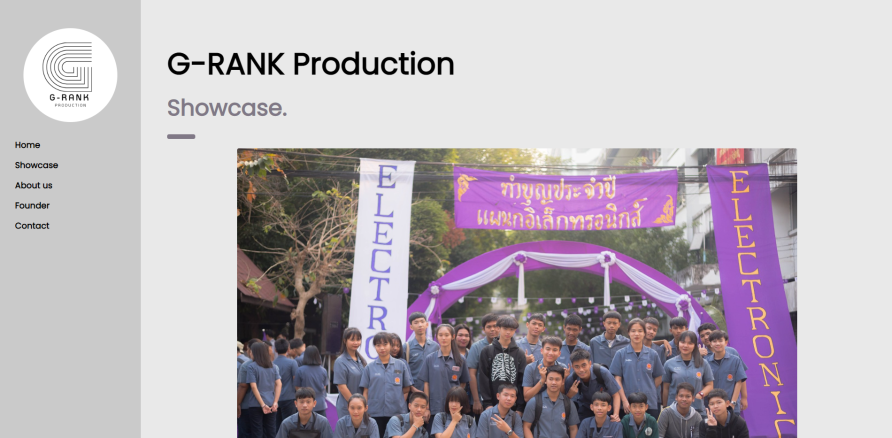 G-RANK
PRODUCTION
Home
Showcase
About us
Founder
Contact
G-RANK Production
Showcase.
ELECTRO
ทำบุญประจำปี
แผนกอิเล็กทรอนิกส์
ELECTRONIC